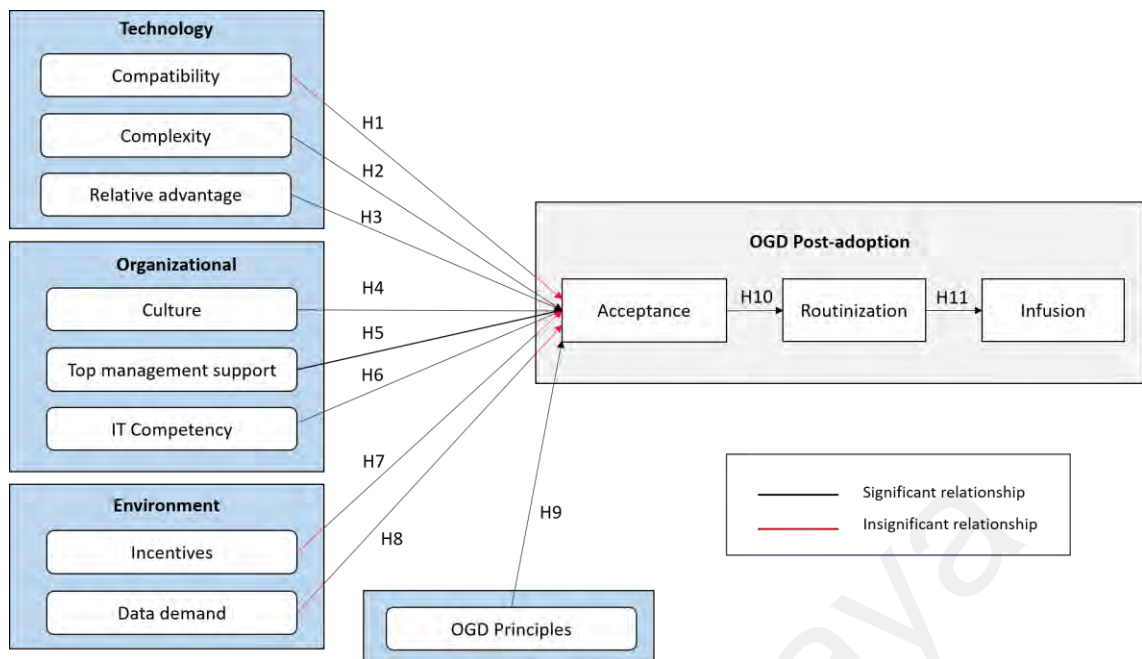 Technology
Compatibility
Complexity
Relative advantage
Organizational
Culture
Top management support
IT Competency
Environment
Incentives
Data demand
OGD Principles
H1
H2
H3
H4
H5
H6
H7
H8
H9
OGD Post-adoption
Acceptance
H10
Routinization
H11
Infusion
Significant relationship
Insignificant relationship
aya